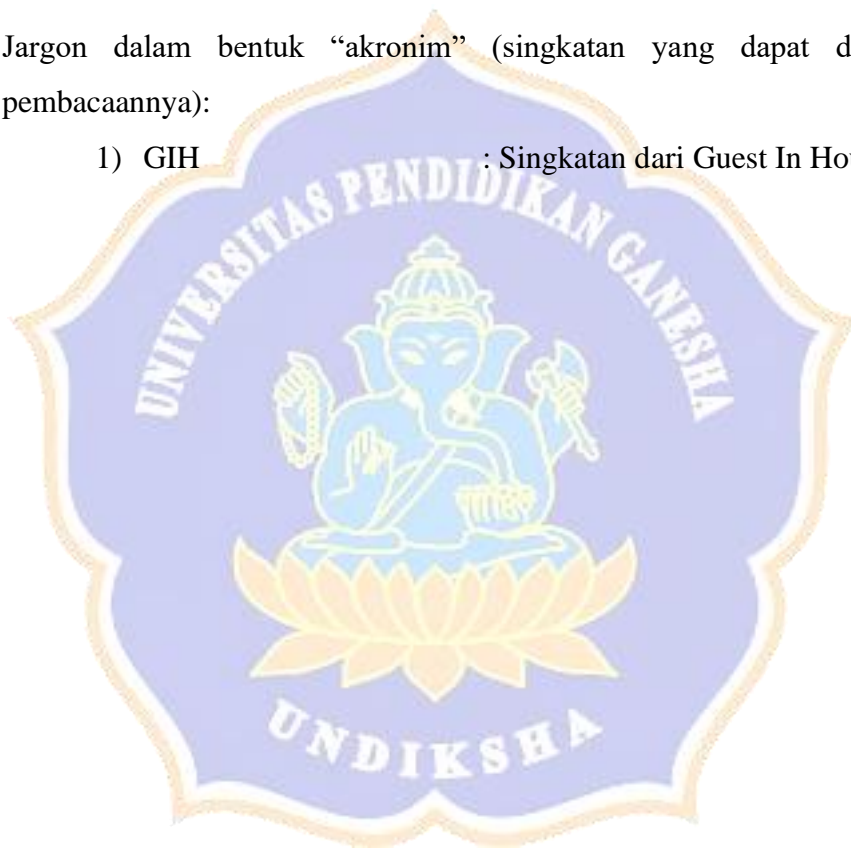 Jargon dalam bentuk “akronim” (singkatan yang dapat
pembacaannya):
1) GIH : Singkatan dari Guest In
UNIVERSITAS PENDIDIKAN GANESHA
UNDIKSHA